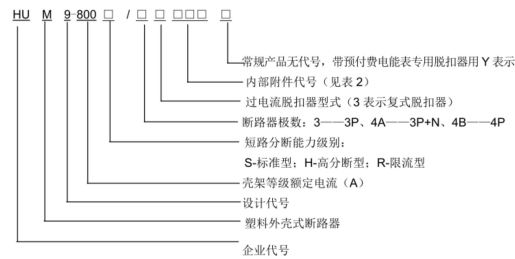 HU M 9-800 □ / □ □ □□□ □
常规产品无代号，带预付费电能表专用脱扣器用 Y 表示
内部附件代号（见表 2）
过电流脱扣器型式（3 表示复式脱扣器）
断路器极数：3——3P、4A——3P+N、4B——4P
短路分断能力级别：
S-标准型；H-高分断型；R-限流型
壳架等级额定电流（A）
设计代号
塑料外壳式断路器
企业代号